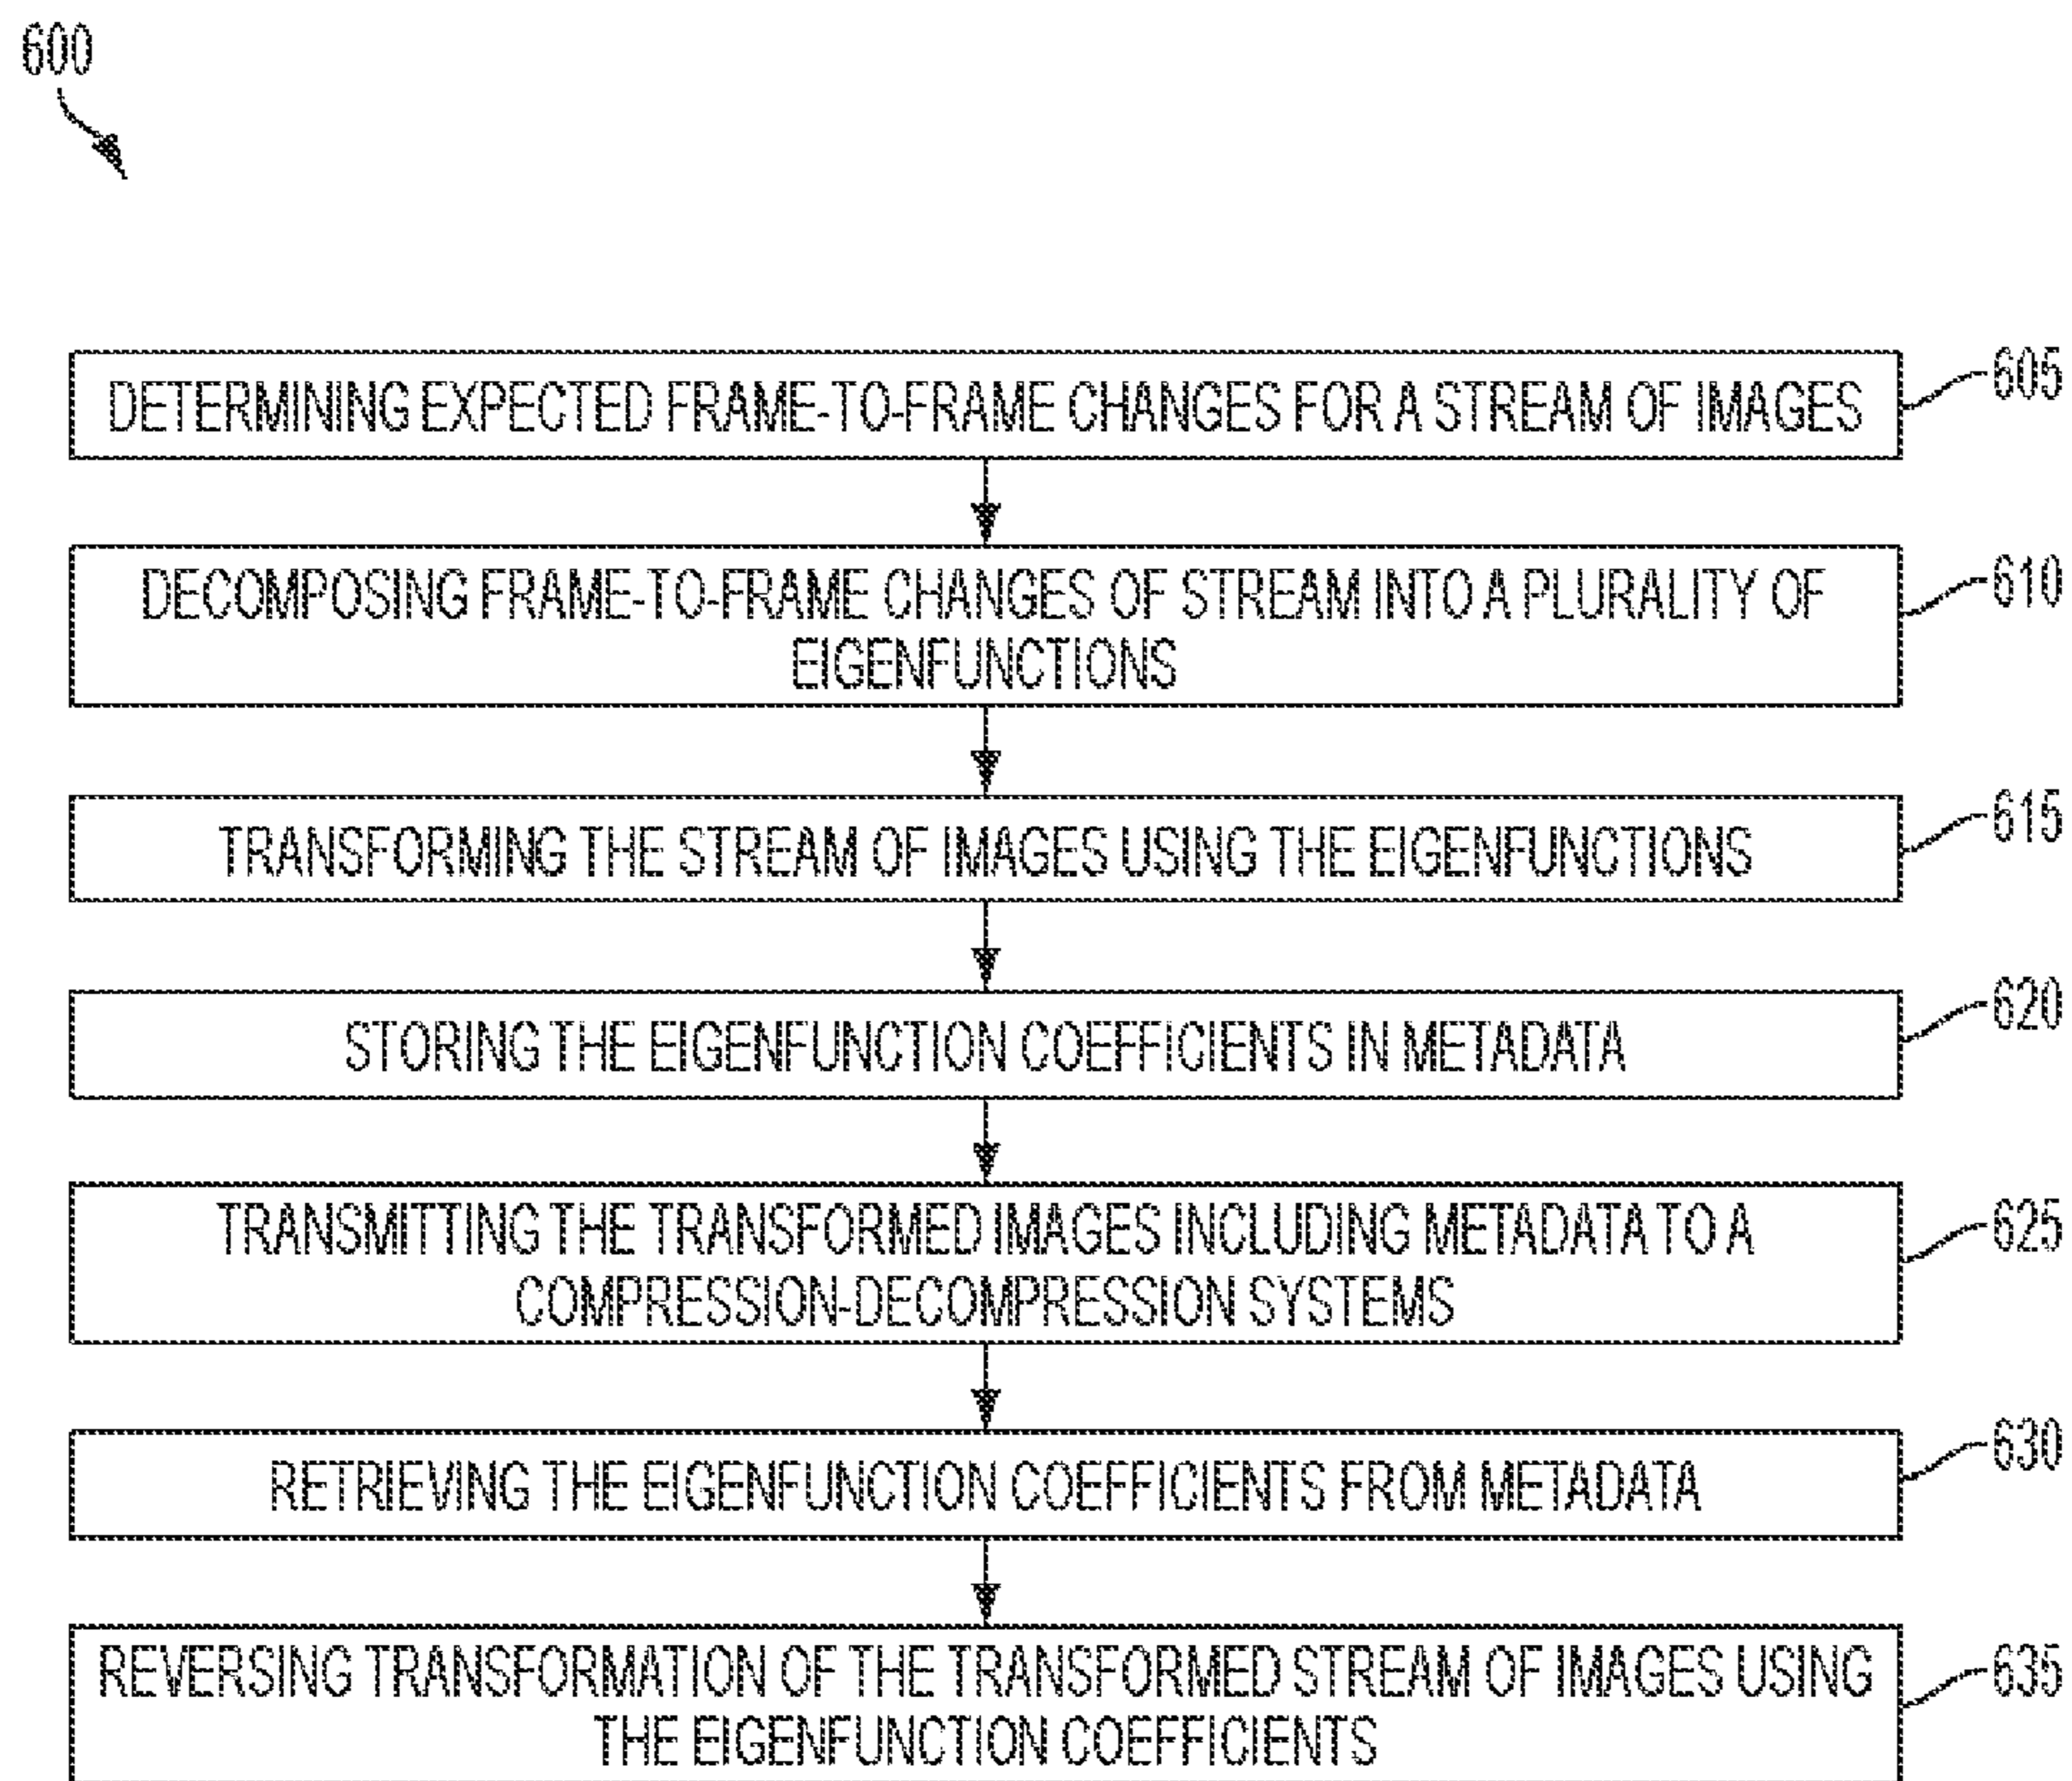 600
DETERMINING EXPECTED FRAME-TO-FRAME CHANGES FOR A STREAM OF IMAGES
605
DECOMPOSING FRAME-TO-FRAME CHANGES OF STREAM INTO A PLURALITY OF
EIGENFUNCTIONS
610
TRANSFORMING THE STREAM OF IMAGES USING THE EIGENFUNCTIONS
615
STORING THE EIGENFUNCTION COEFFICIENTS IN METADATA
620
TRANSMITTING THE TRANSFORMED IMAGES INCLUDING METADATA TO A
COMPRESSION-DECOMPRESSION SYSTEMS
625
RETRIEVING THE EIGENFUNCTION COEFFICIENTS FROM METADATA
630
REVERSING TRANSFORMATION OF THE TRANSFORMED STREAM OF IMAGES USING
THE EIGENFUNCTION COEFFICIENTS
635